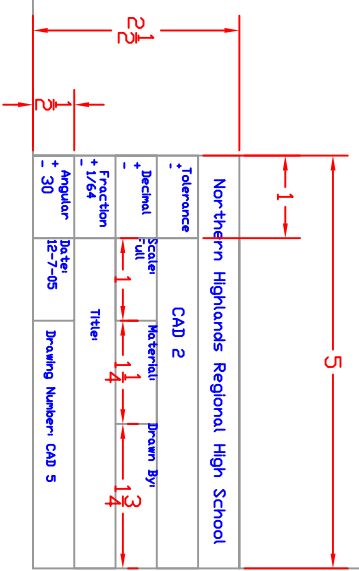 5
1
2 1/2
1/2
Northern Highlands Regional High School
Tolerance
+
-
CAD 2
+ Decimal
-
Scale:
Full
Material:
Drawn By:
1
1 1/4
1 3/4
+ Fraction
- 1/64
Title:
+ Angular
- 30
Date:
12-7-05
Drawing Number: CAD 5